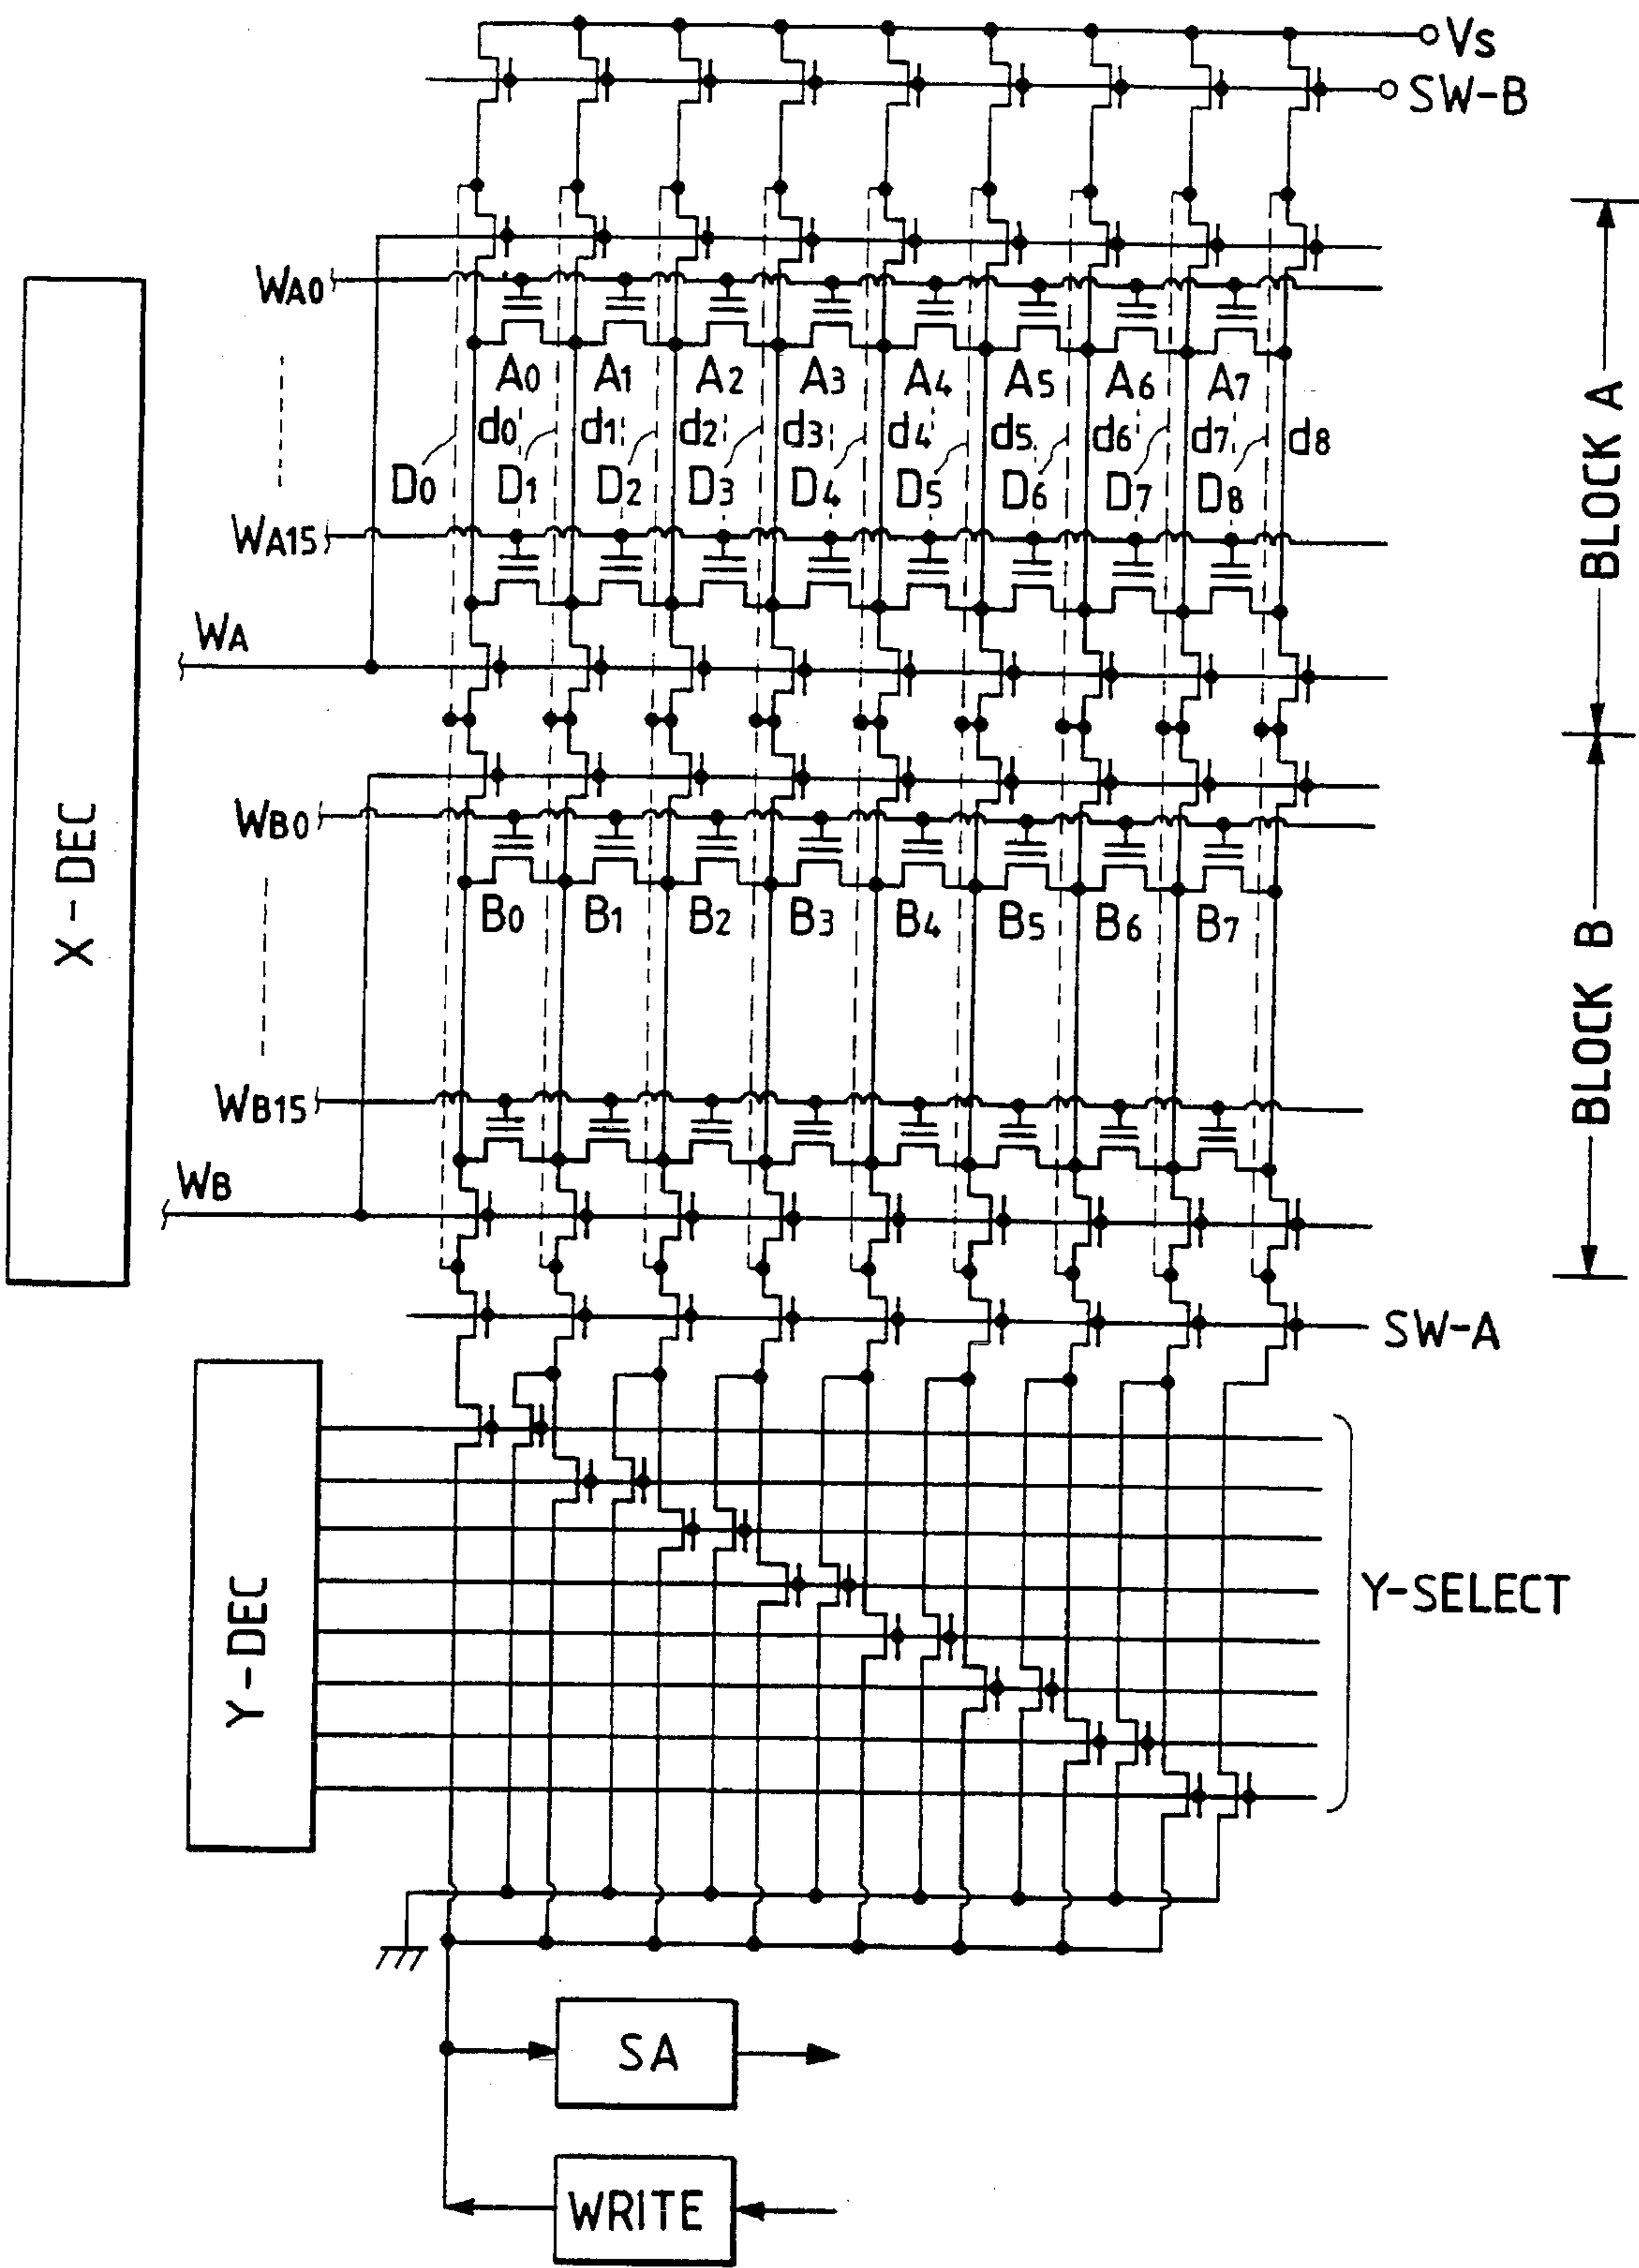 Vs
SW-B
WA0
A0 A1 A2 A3 A4 A5 A6 A7
d0 d1 d2 d3 d4 d5 d6 d7 d8
D0 D1 D2 D3 D4 D5 D6 D7 D8
WA15
WA
BLOCK A
X-DEC
WB0
B0 B1 B2 B3 B4 B5 B6 B7
BLOCK B
WB15
WB
SW-A
Y-DEC
Y-SELECT
SA
WRITE